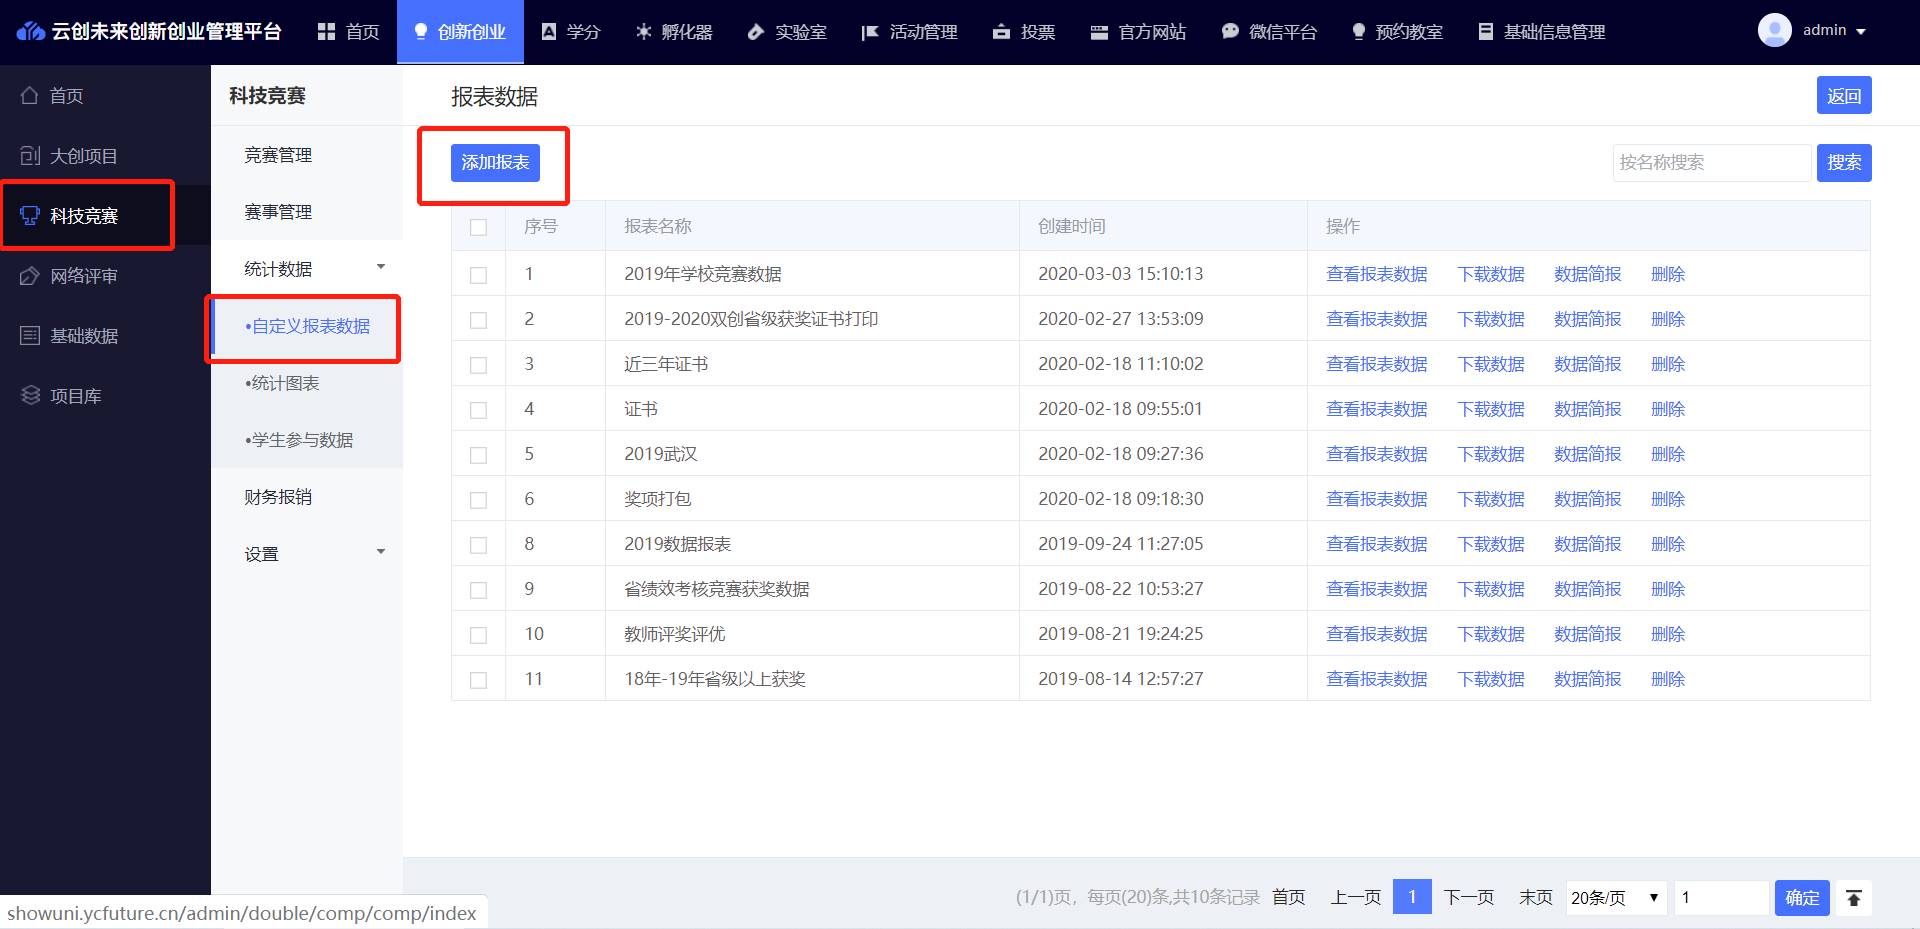 云创未来创新创业管理平台 首页 创新创业 学分 孵化器 实验室 活动管理 投票 官方网站 微信平台 预约教室 基础信息管理 admin
首页
大创项目
科技竞赛
网络评审
基础数据
项目库
科技竞赛
竞赛管理
赛事管理
统计数据
•自定义报表数据
•统计图表
•学生参与数据
财务报销
设置
报表数据 返回
添加报表 按名称搜索 搜索
序号 报表名称 创建时间 操作
1 2019年学校竞赛数据 2020-03-03 15:10:13 查看报表数据 下载数据 数据简报 删除
2 2019-2020双创省级获奖证书打印 2020-02-27 13:53:09 查看报表数据 下载数据 数据简报 删除
3 近三年证书 2020-02-18 11:10:02 查看报表数据 下载数据 数据简报 删除
4 证书 2020-02-18 09:55:01 查看报表数据 下载数据 数据简报 删除
5 2019武汉 2020-02-18 09:27:36 查看报表数据 下载数据 数据简报 删除
6 奖项打包 2020-02-18 09:18:30 查看报表数据 下载数据 数据简报 删除
8 2019数据报表 2019-09-24 11:27:05 查看报表数据 下载数据 数据简报 删除
9 省绩效考核竞赛获奖数据 2019-08-22 10:53:27 查看报表数据 下载数据 数据简报 删除
10 教师评奖评优 2019-08-21 19:24:25 查看报表数据 下载数据 数据简报 删除
11 18年-19年省级以上获奖 2019-08-14 12:57:27 查看报表数据 下载数据 数据简报 删除
(1/1)页，每页(20)条,共10条记录 首页 上一页 1 下一页 末页 20条/页 1 确定
showuni.ycfuture.cn/admin/double/comp/comp/index